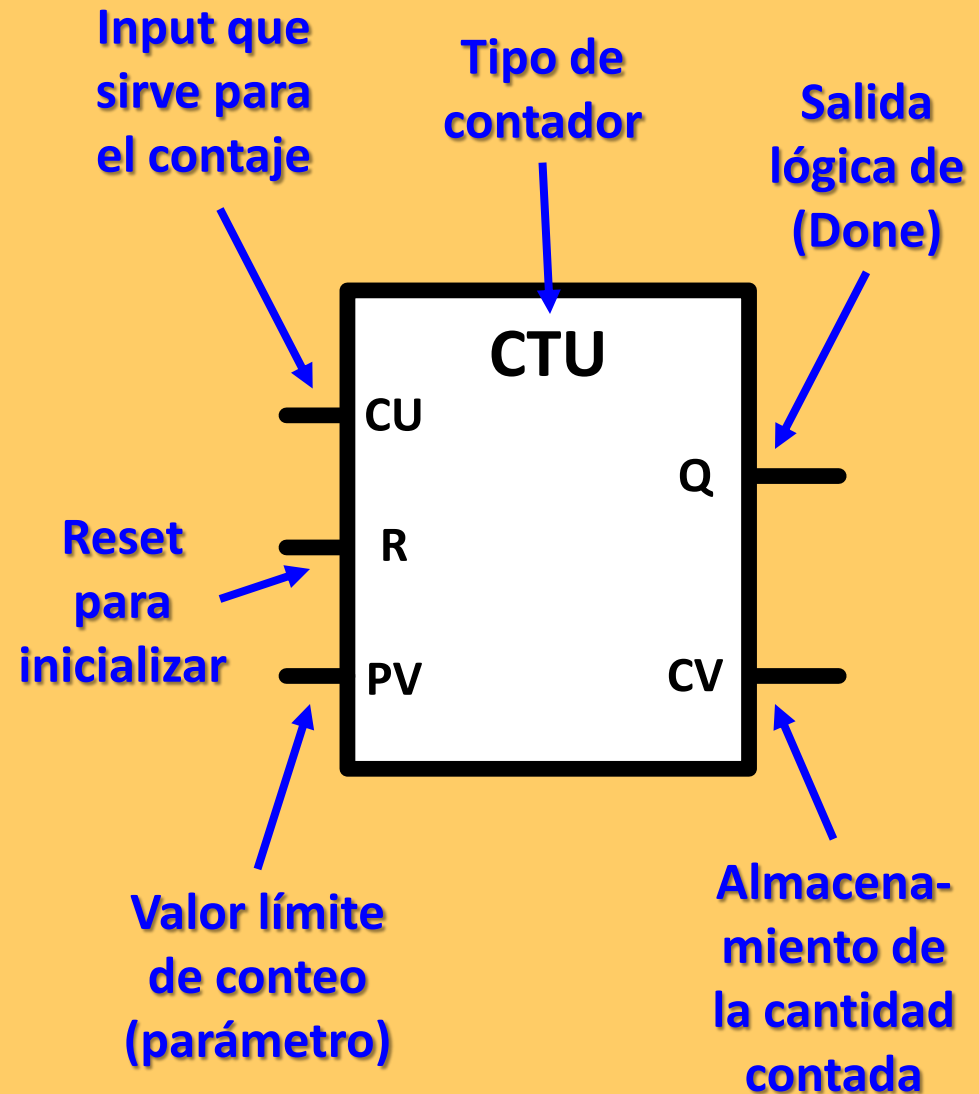 Input que
sirve para
el contaje
Tipo de
contador
Salida
lógica de
(Done)
CTU
CU
Q
R
Reset
para
inicializar
PV
CV
Valor límite
de conteo
(parámetro)
Almacena-
miento de
la cantidad
contada